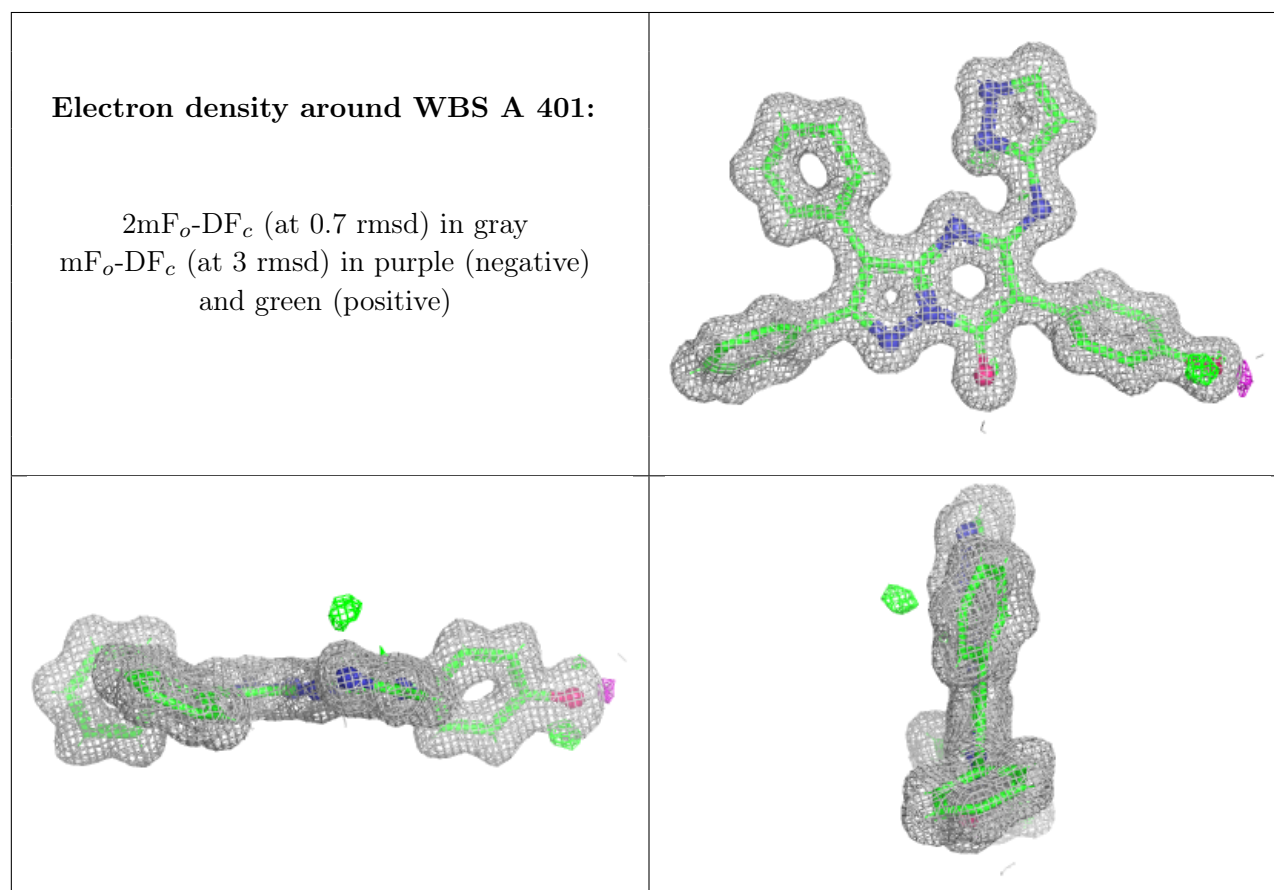 Electron density around WBS A 401:
2mFo-DFc (at 0.7 rmsd) in gray
mFo-DFc (at 3 rmsd) in purple (negative)
and green (positive)